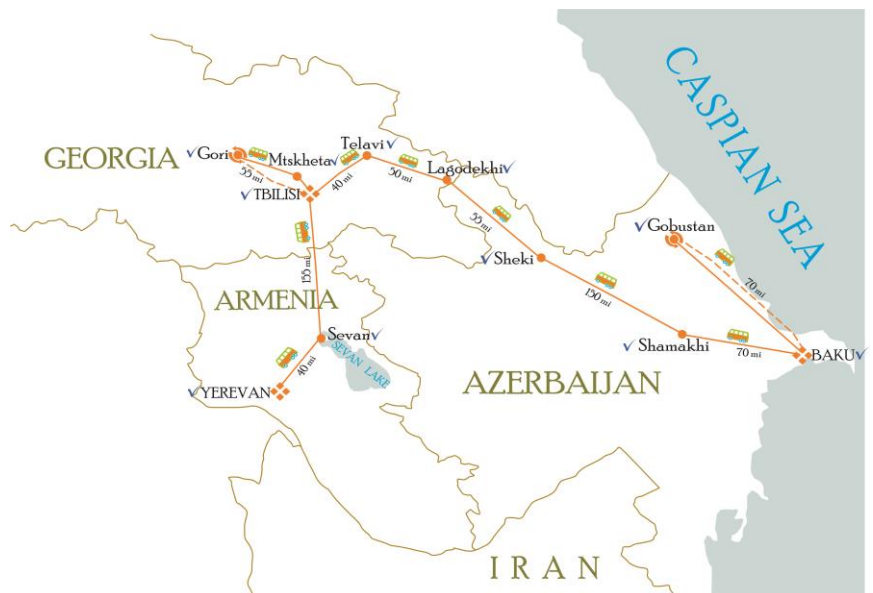 CASPIAN SEA
GEORGIA
Gori
Mtskheta
Telavi
Lagodekhi
55 mi
TBILISI
40 mi
50 mi
55 mi
Gobustan
Sheki
70 mi
155 mi
150 mi
ARMENIA
Sevan
SEVAN LAKE
40 mi
YEREVAN
Shamakhi
70 mi
BAKU
AZERBAIJAN
IRAN